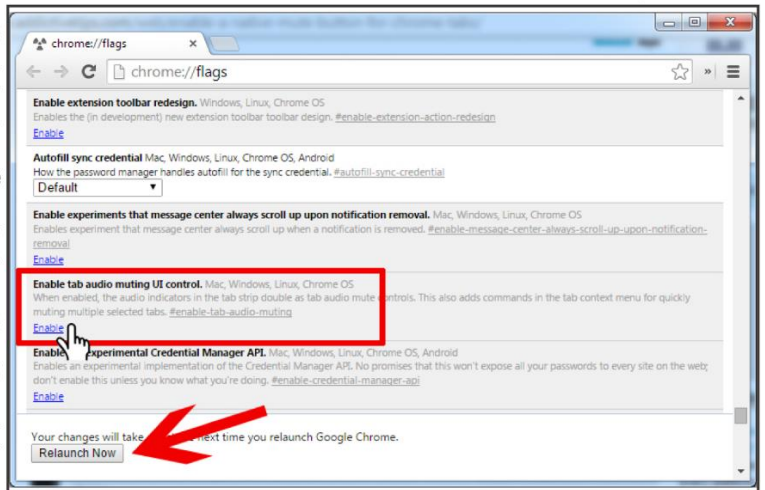 chrome://flags
chrome://flags
Enable extension toolbar redesign. Windows, Linux, Chrome OS
Enables the (in development) new extension toolbar toolbar design. #enable-extension-action-redesign
Enable
Autofill sync credential Mac, Windows, Linux, Chrome OS, Android
How the password manager handles autofill for the sync credential. #autofill-sync-credential
Default
Enable experiments that message center always scroll up upon notification removal. Mac, Windows, Linux, Chrome OS
Enables experiment that message center always scroll up when a notification is removed. #enable-message-center-always-scroll-up-upon-notification-
removal
Enable
Enable tab audio muting UI control. Mac, Windows, Linux, Chrome OS
When enabled, the audio indicators in the tab strip double as tab audio mute controls. This also adds commands in the tab context menu for quickly
muting multiple selected tabs. #enable-tab-audio-muting
Enable
Enable experimental Credential Manager API. Mac, Windows, Linux, Chrome OS, Android
Enables an experimental implementation of the Credential Manager API. No promises that this won't expose all your passwords to every site on the web;
don't enable this unless you know what you're doing. #enable-credential-manager-api
Enable
Your changes will take next time you relaunch Google Chrome.
Relaunch Now